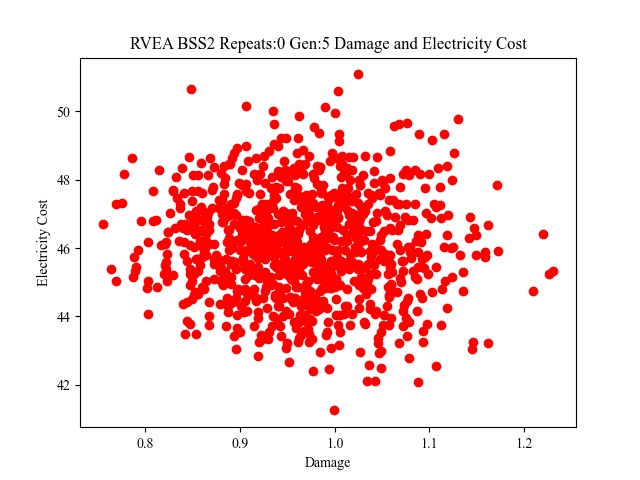 RVEA BSS2 Repeats:0 Gen:5 Damage and Electricity Cost
50
48
46
44
42
Electricity Cost
0.8 0.9 1.0 1.1 1.2
Damage